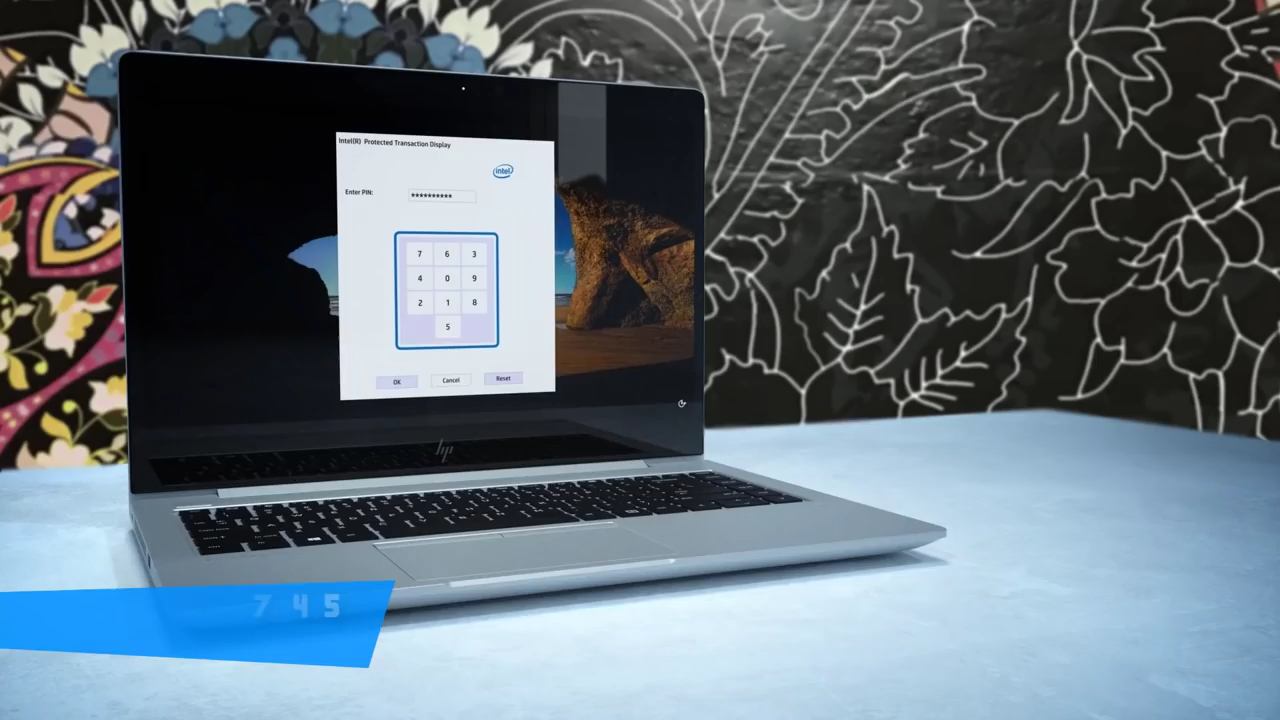 Intel(R) Protected Transaction Display
intel
Enter PIN: **********
7 6 3
4 0 9
2 1 8
5
OK Cancel Reset
hp
7 4 5